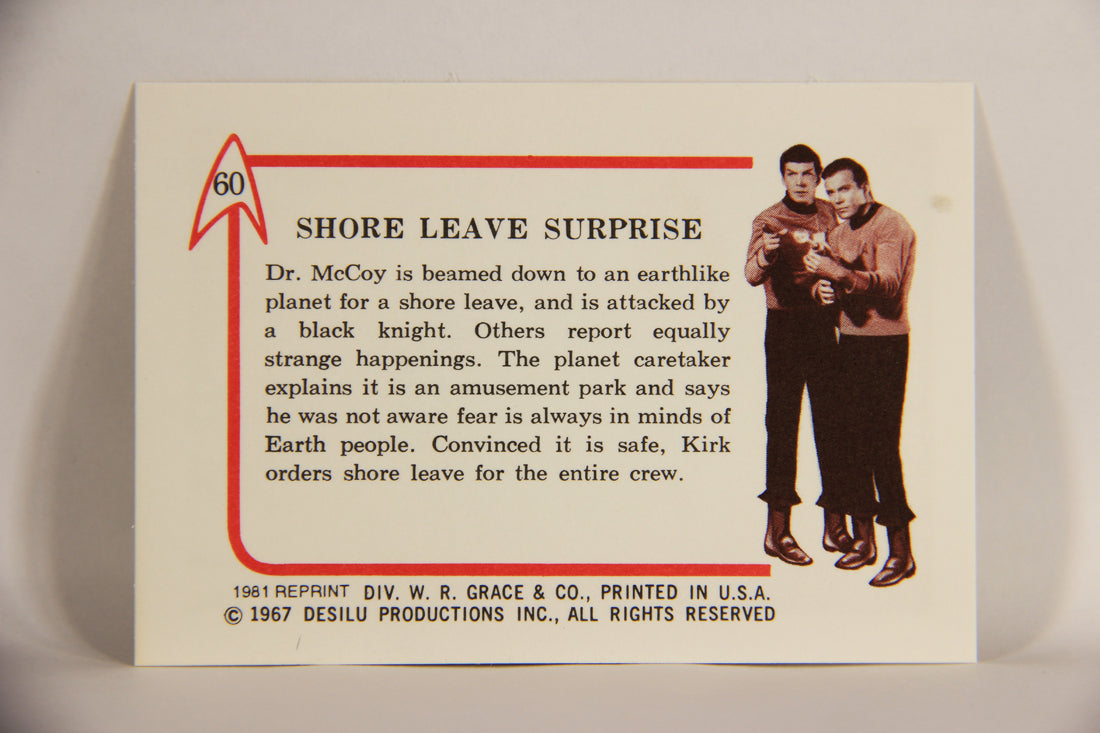 60
SHORE LEAVE SURPRISE
Dr. McCoy is beamed down to an earthlike
planet for a shore leave, and is attacked by
a black knight. Others report equally
strange happenings. The planet caretaker
explains it is an amusement park and says
he was not aware fear is always in minds of
Earth people. Convinced it is safe, Kirk
orders shore leave for the entire crew.
1981 REPRINT DIV. W. R. GRACE & CO., PRINTED IN U.S.A.
© 1967 DESILU PRODUCTIONS INC., ALL RIGHTS RESERVED